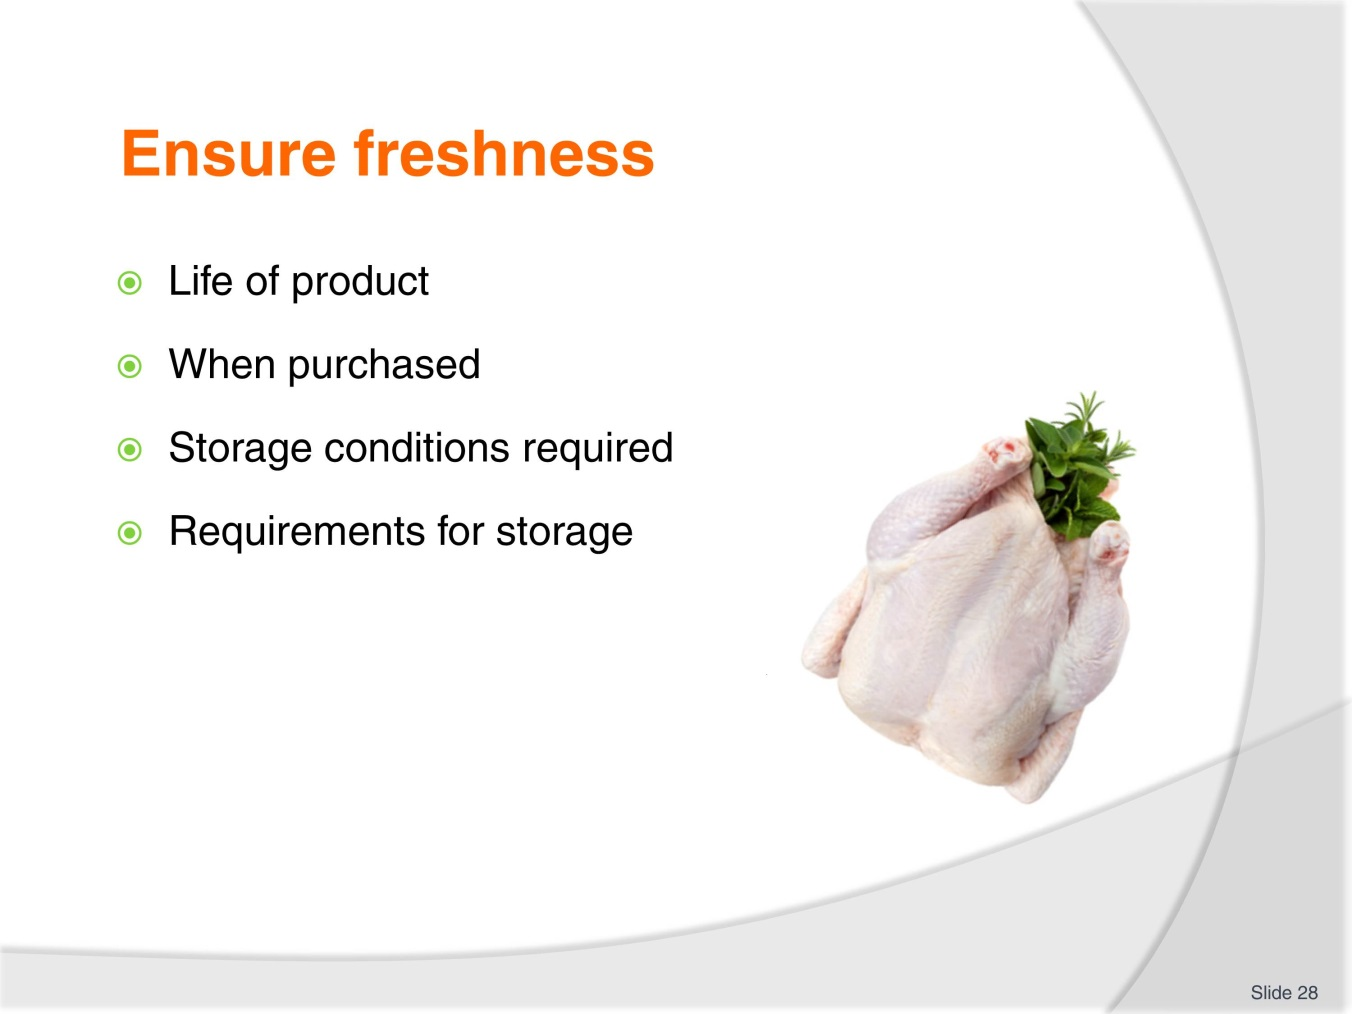 Ensure freshness
Life of product
When purchased
Storage conditions required
Requirements for storage
Slide 28